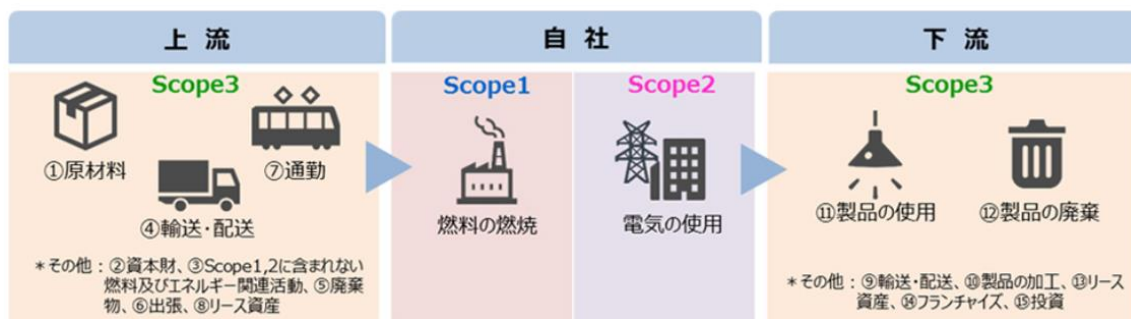 上 流
自 社
下 流
Scope3
Scope1
Scope2
Scope3
①原材料
⑦通勤
④輸送・配送
燃料の燃焼
電気の使用
⑪製品の使用
⑫製品の廃棄
＊その他：②資本財、③Scope1,2に含まれない
燃料及びエネルギー関連活動、⑤廃棄
物、⑥出張、⑧リース資産
＊その他：⑨輸送・配送、⑩製品の加工、⑬リース
資産、⑭フランチャイズ、⑮投資